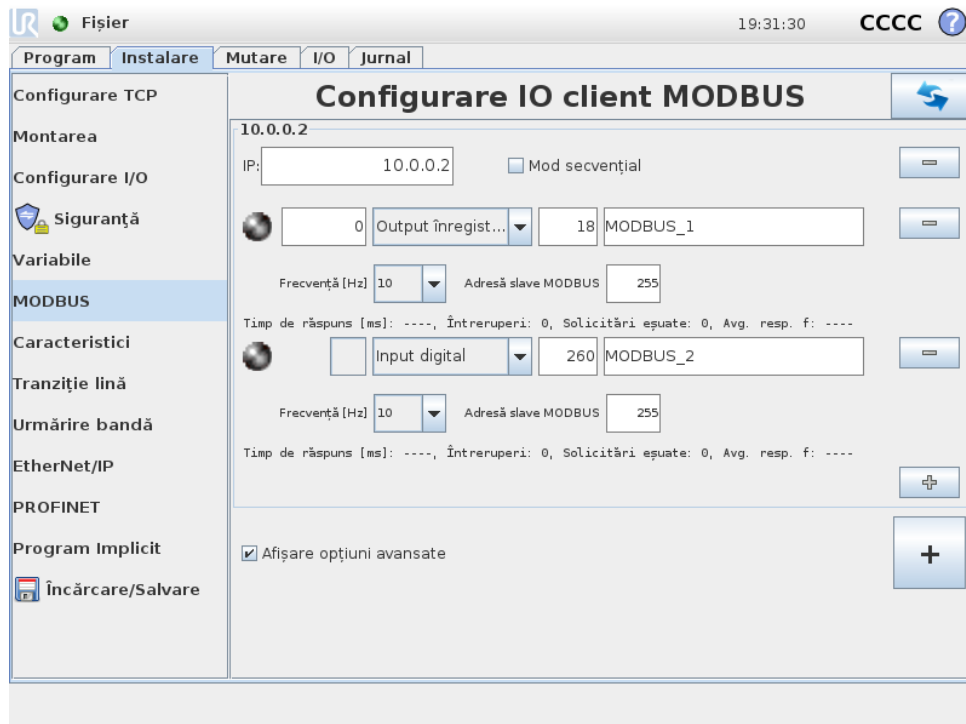 UR Fișier 19:31:30 CCCC ?
Program Instalare Mutare I/O Jurnal
Configurare TCP
Montarea
Configurare I/O
Siguranță
Variabile
MODBUS
Caracteristici
Tranziție lină
Urmărire bandă
EtherNet/IP
PROFINET
Program Implicit
Încărcare/Salvare
Configurare IO client MODBUS
10.0.0.2
IP: 10.0.0.2 Mod secvențial
0 Output înregist... 18 MODBUS_1
Frecvență [Hz] 10 Adresă slave MODBUS 255
Timp de răspuns [ms]: ----, Întreruperi: 0, Solicitări eșuate: 0, Avg. resp. f: ----
Input digital 260 MODBUS_2
Frecvență [Hz] 10 Adresă slave MODBUS 255
Timp de răspuns [ms]: ----, Întreruperi: 0, Solicitări eșuate: 0, Avg. resp. f: ----
Afișare opțiuni avansate